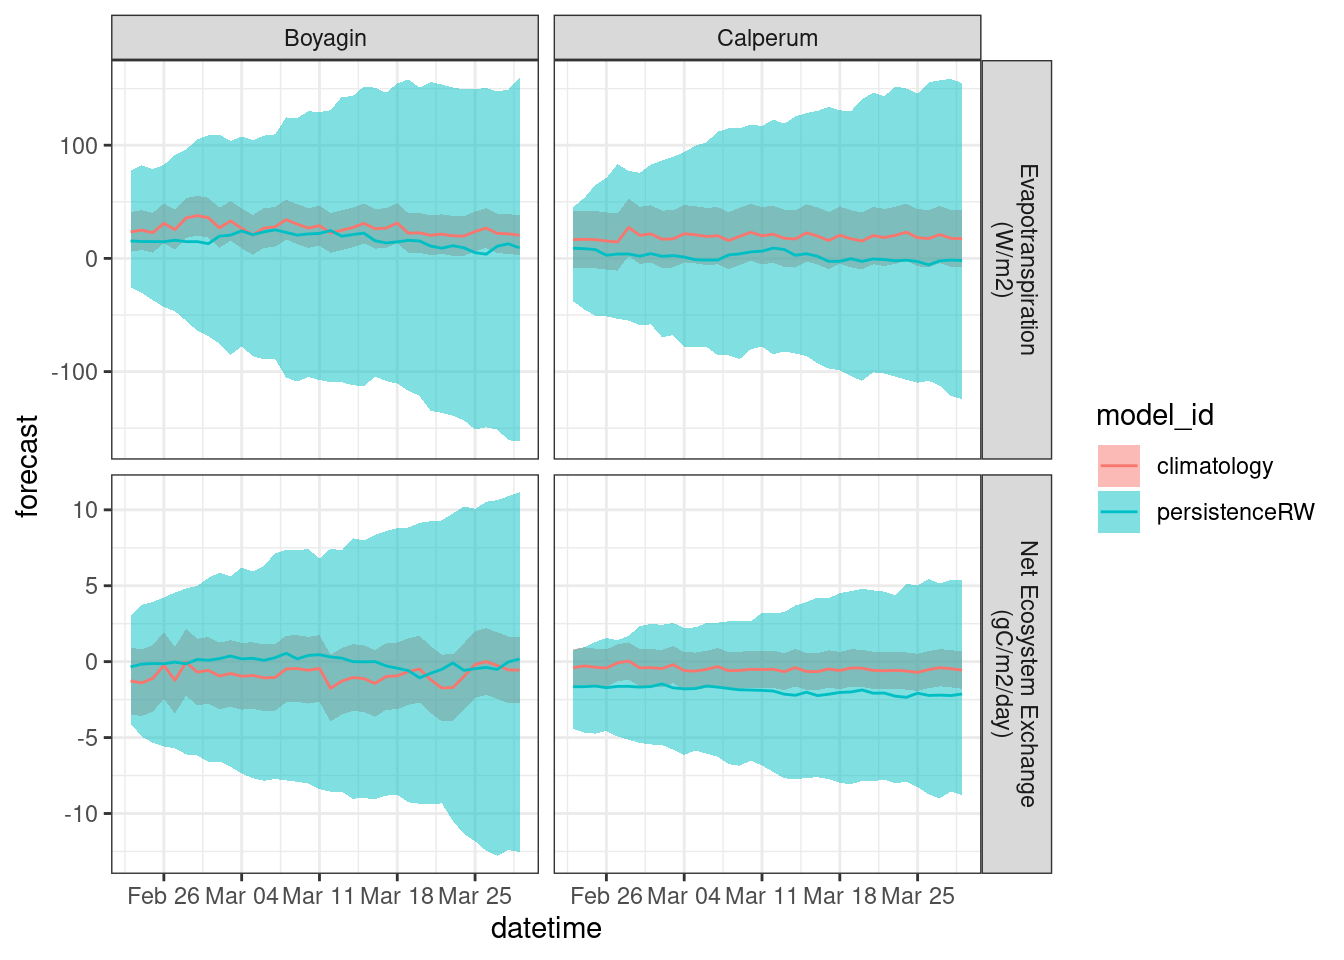 Boyagin
Calperum
100
0
-100
Evapotranspiration
(W/m2)
forecast
10
5
0
-5
-10
Net Ecosystem Exchange
(gC/m2/day)
Feb 26 Mar 04 Mar 11 Mar 18 Mar 25
Feb 26 Mar 04 Mar 11 Mar 18 Mar 25
datetime
model_id
climatology
persistenceRW